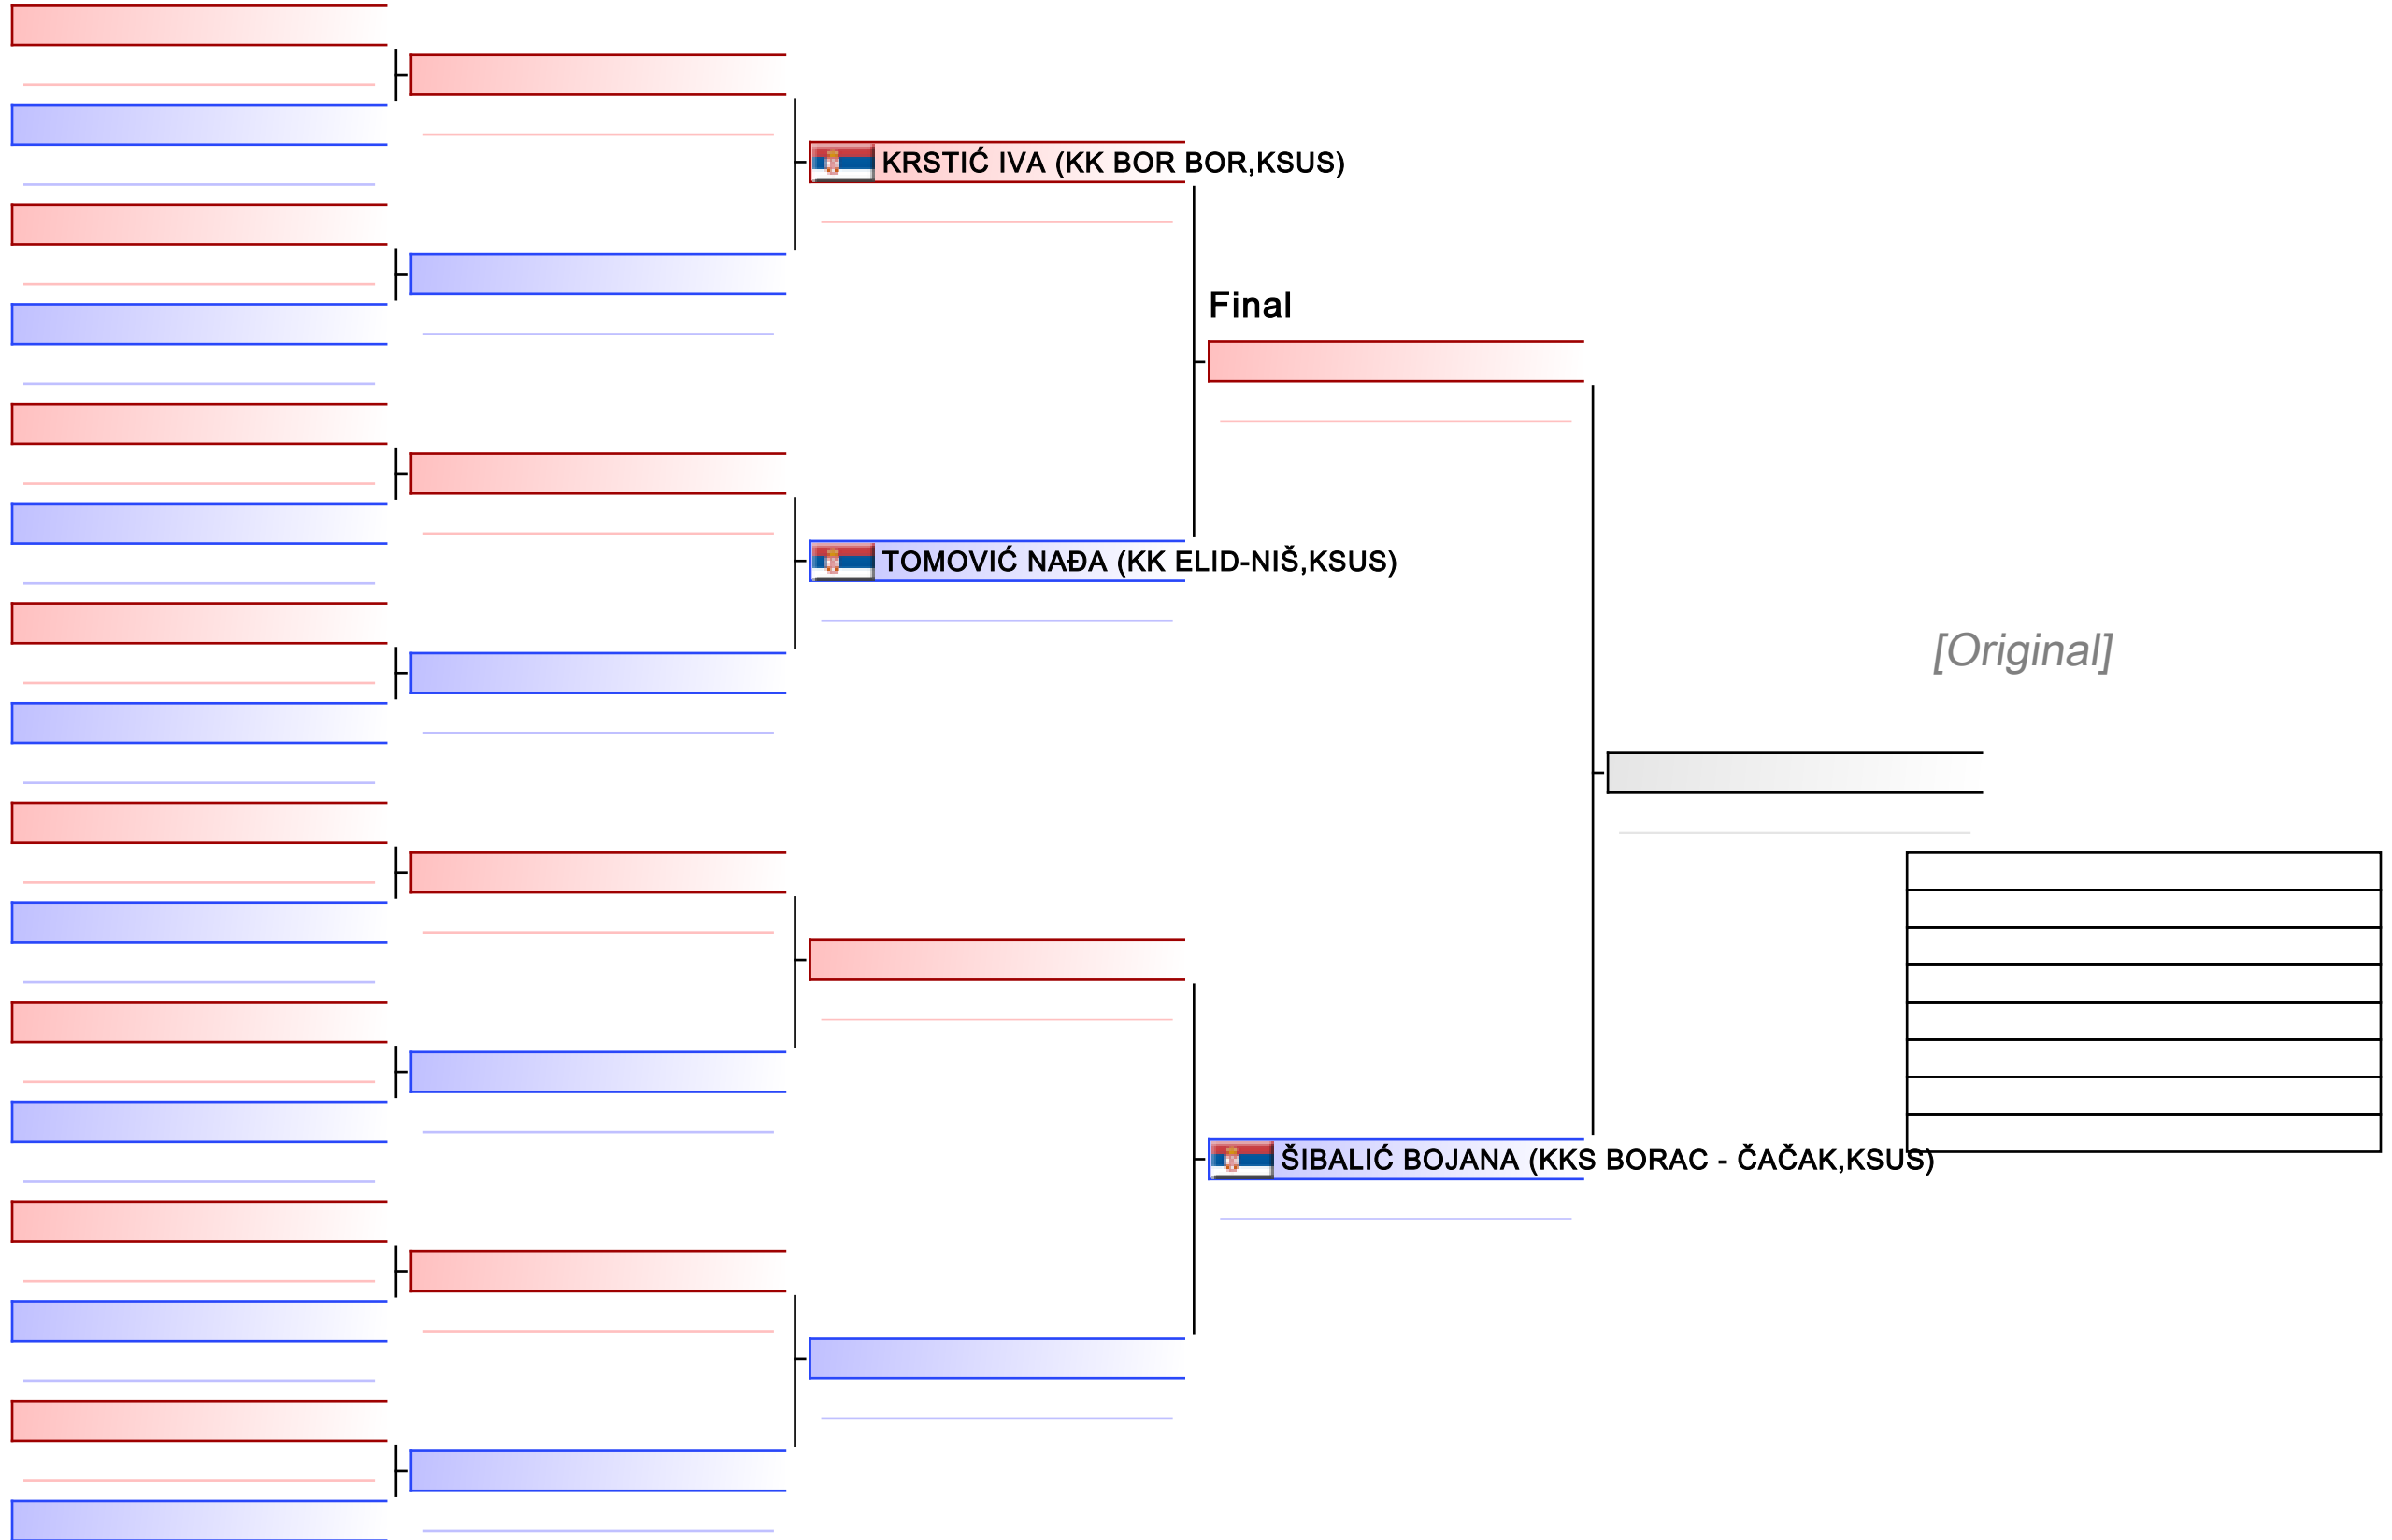 KRSTIĆ IVA (KK BOR BOR,KSUS)
Final
TOMOVIĆ NAĐA (KK ELID-NIŠ,KSUS)
[Original]
ŠIBALIĆ BOJANA (KKS BORAC - ČAČAK,KSUS)